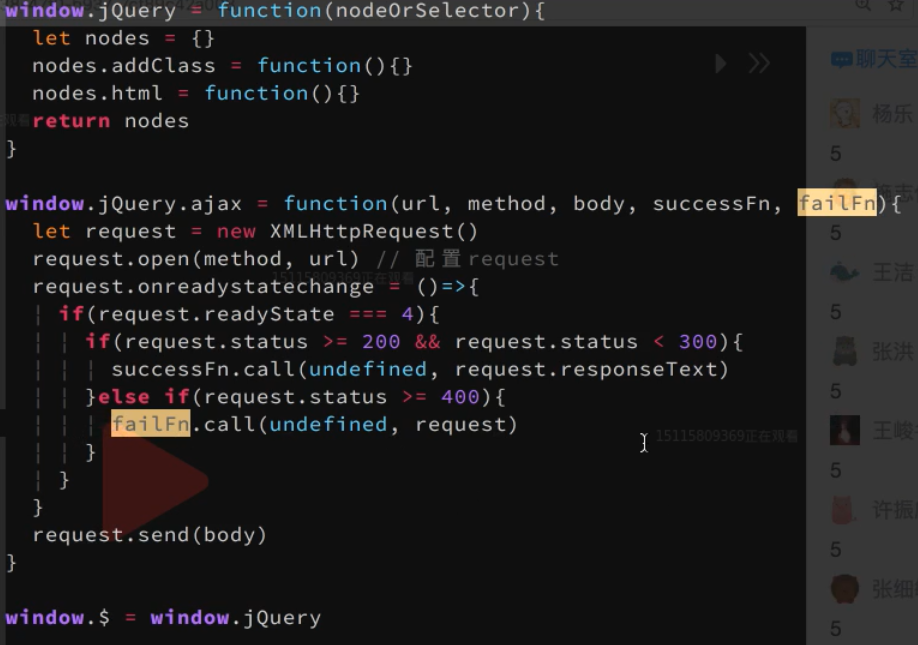 window.jQuery = function(nodeOrSelector){
let nodes = {}
nodes.addClass = function(){}
nodes.html = function(){}
return nodes
}
window.jQuery.ajax = function(url, method, body, successFn, failFn){
let request = new XMLHttpRequest()
request.open(method, url) // 配置request
request.onreadystatechange = ()=>{
if(request.readyState === 4){
if(request.status >= 200 && request.status < 300){
successFn.call(undefined, request.responseText)
}else if(request.status >= 400){
failFn.call(undefined, request)
}
}
}
request.send(body)
}
window.$ = window.jQuery
15115809369正在观看
15115809369正在观看
观看
聊天室
杨乐
5
5
王洁
5
张洪
5
王峻
5
许振
5
张细
5